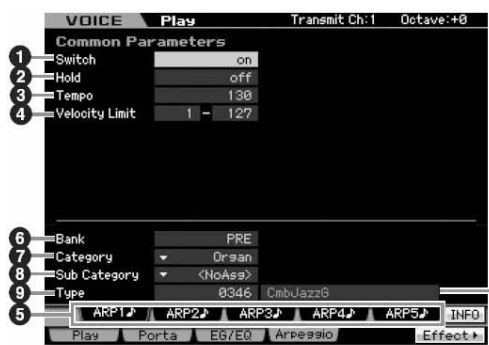 VOICE Play Transmit Ch:1 Octave:+0
Common Parameters
1 Switch on
2 Hold off
3 Tempo 130
4 Velocity Limit 1 - 127
6 Bank PRE
7 Category Organ
8 Sub Category <NoAsg>
9 Type 0346 CmbJazzG
5 ARP1♪ ARP2♪ ARP3♪ ARP4♪ ARP5♪ INFO
Play Porta EG/EQ Arpeggio Effect